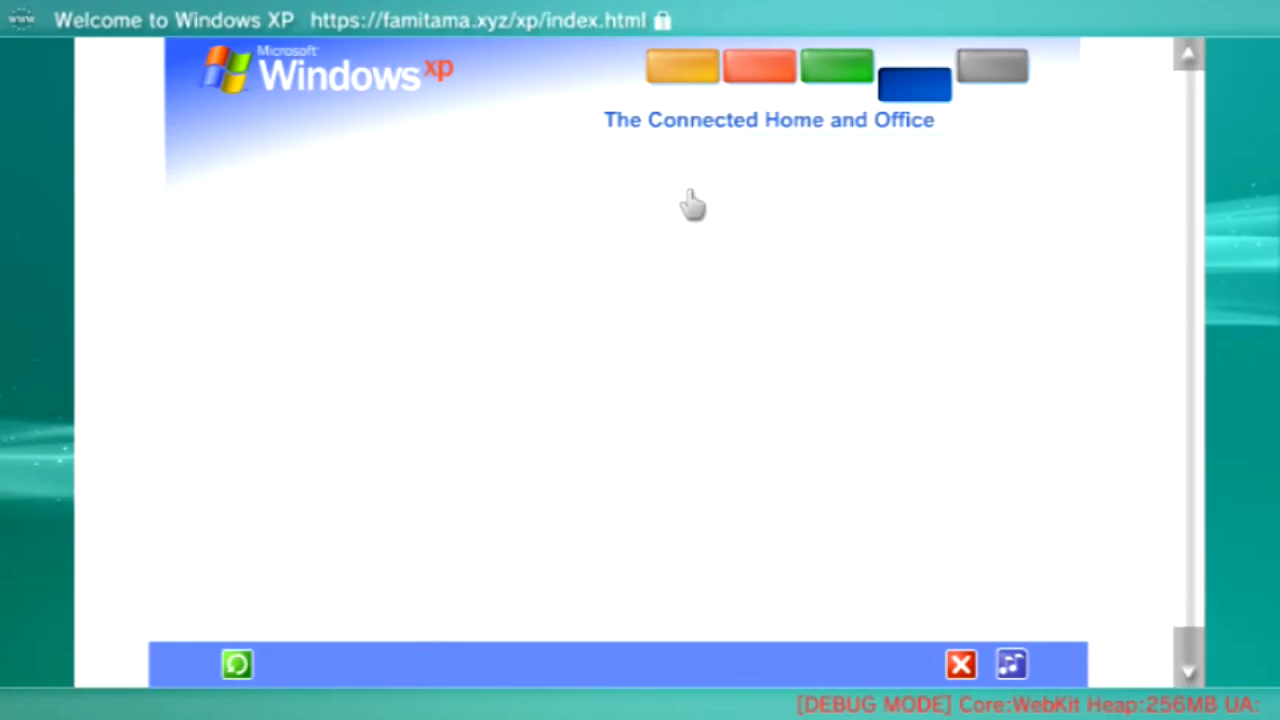 www Welcome to Windows XP https://famitama.xyz/xp/index.html
Microsoft
Windows xp
The Connected Home and Office
[DEBUG MODE] Core:WebKit Heap:256MB UA: